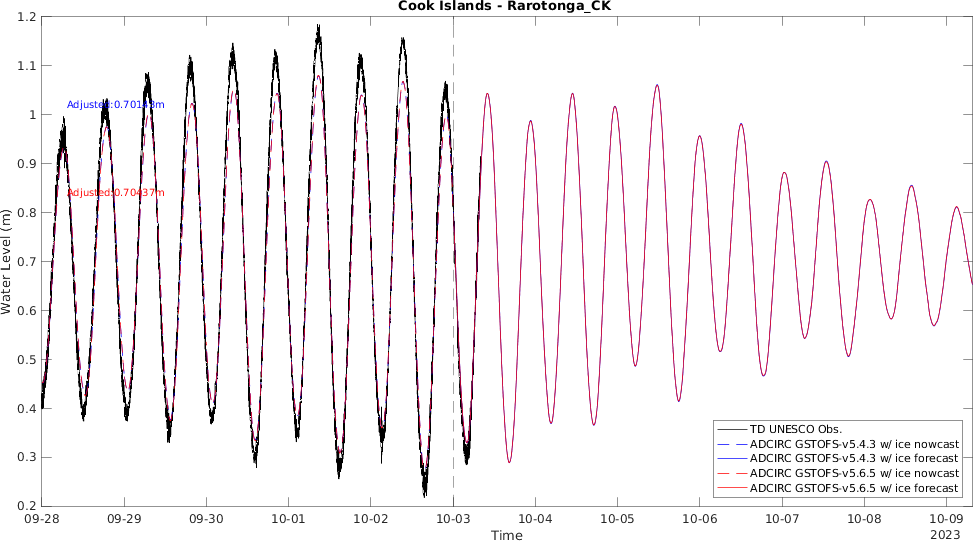 Cook Islands - Rarotonga_CK
1.2
1.1
1
0.9
0.8
0.7
0.6
0.5
0.4
0.3
0.2
Water Level (m)
Adjusted:0.70143m
Adjusted:0.70437m
TD UNESCO Obs.
ADCIRC GSTOFS-v5.4.3 w/ ice nowcast
ADCIRC GSTOFS-v5.4.3 w/ ice forecast
ADCIRC GSTOFS-v5.6.5 w/ ice nowcast
ADCIRC GSTOFS-v5.6.5 w/ ice forecast
09-28 09-29 09-30 10-01 10-02 10-03 10-04 10-05 10-06 10-07 10-08 10-09
2023
Time